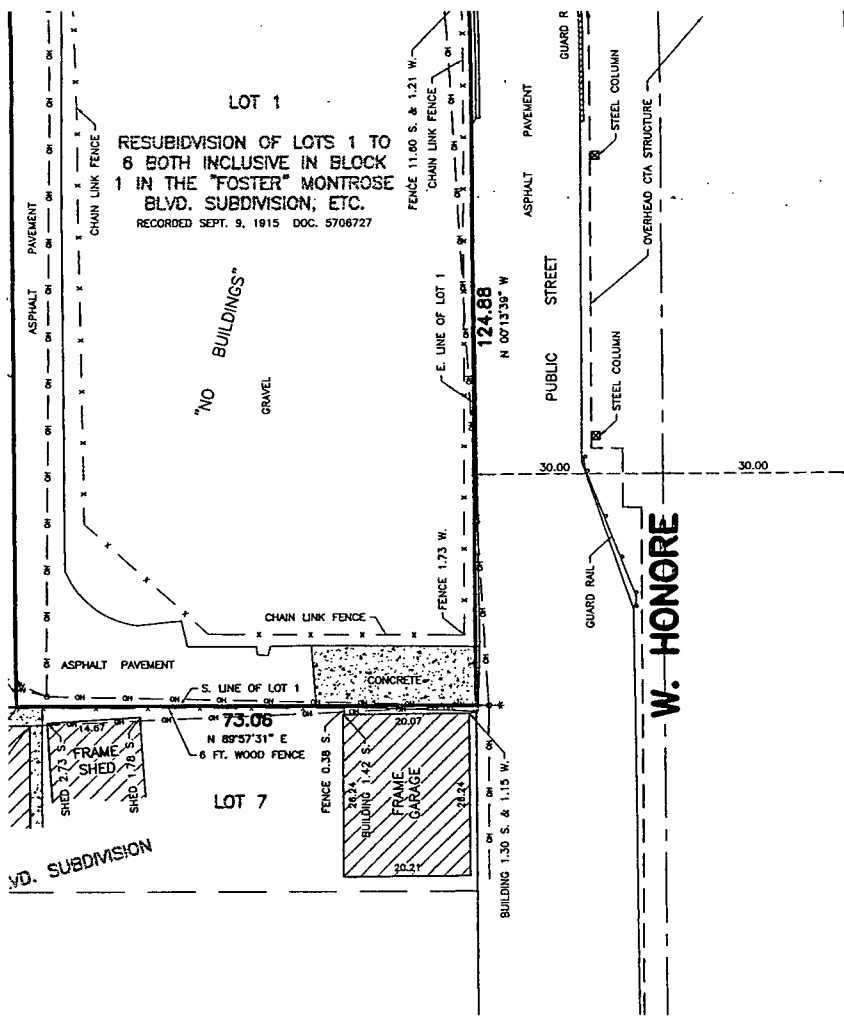 LOT 1
RESUBIDVISION OF LOTS 1 TO
6 BOTH INCLUSIVE IN BLOCK
1 IN THE "FOSTER" MONTROSE
BLVD. SUBDIVISION, ETC.
RECORDED SEPT. 9, 1915 DOC. 5706727
ASPHALT PAVEMENT
CHAIN LINK FENCE
"NO BUILDINGS"
GRAVEL
FENCE 11.60 S. & 1.21 W.
CHAIN LINK FENCE
E. LINE OF LOT 1
124.88
N 00°13'39" W
ASPHALT PAVEMENT
PUBLIC STREET
GUARD R
STEEL COLUMN
OVERHEAD CTA STRUCTURE
STEEL COLUMN
30.00
30.00
GUARD RAIL
W. HONORE
FENCE 1.73 W.
CHAIN LINK FENCE
ASPHALT PAVEMENT
CONCRETE
S. LINE OF LOT 1
73.06
N 89°57'31" E
6 FT. WOOD FENCE
14.67
FRAME
SHED
SHED 2.73 S.
SHED 1.78 S.
LOT 7
FENCE 0.38 S.
20.07
BUILDING 1.42 S.
FRAME
GARAGE
28.24
28.24
20.21
BUILDING 1.30 S. & 1.15 W.
VD. SUBDIVISION
OH
X